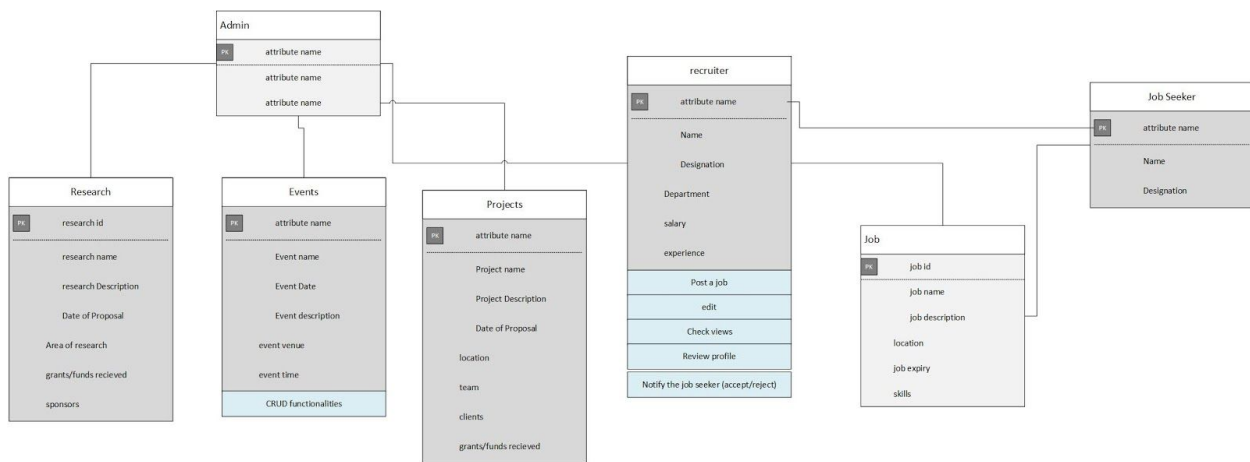 Admin
PK attribute name
attribute name
attribute name
Research
PK research id
research name
research Description
Date of Proposal
Area of research
grants/funds recieved
sponsors
Events
PK attribute name
Event name
Event Date
Event description
event venue
event time
CRUD functionalities
Projects
PK attribute name
Project name
Project Description
Date of Proposal
location
team
clients
grants/funds recieved
recruiter
PK attribute name
Name
Designation
Department
salary
experience
Post a job
edit
Check views
Review profile
Notify the job seeker (accept/reject)
Job
PK job id
job name
job description
location
job expiry
skills
Job Seeker
PK attribute name
Name
Designation